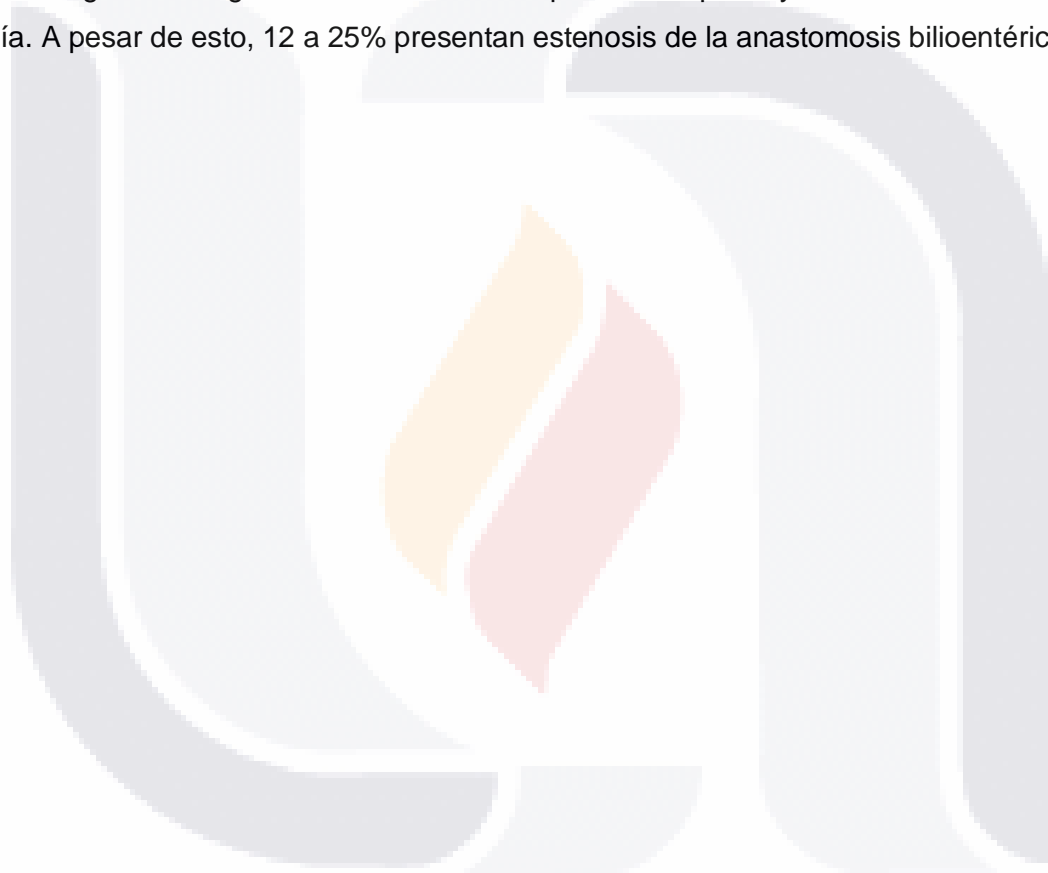 ía. A pesar de esto, 12 a 25% presentan estenosis de la anastomosis bilioentéric